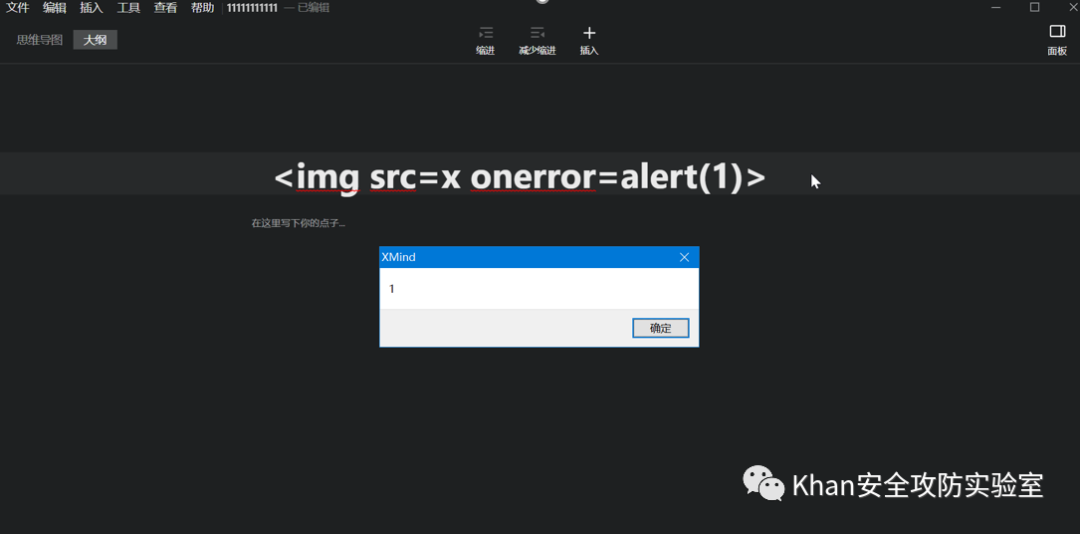 文件 编辑 插入 工具 查看 帮助 11111111111 — 已编辑
思维导图 大纲 缩进 减少缩进 插入 面板
<img src=x onerror=alert(1)>
在这里写下你的点子...
XMind
1
确定
Khan安全攻防实验室